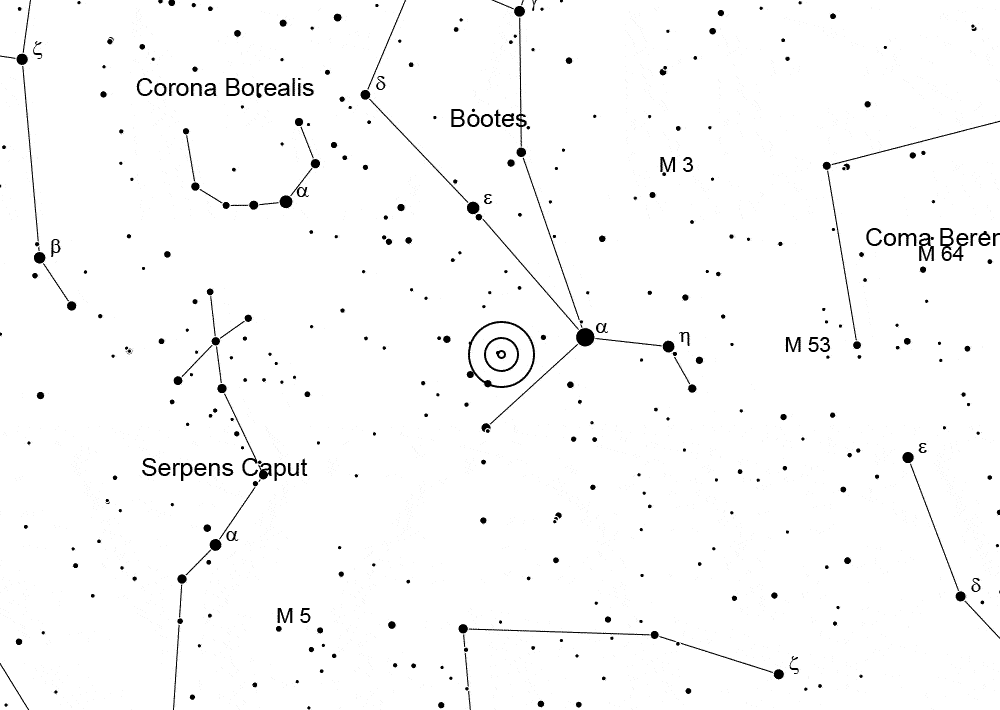 γ
ζ
δ
Corona Borealis
Bootes
M 3
α
ε
Coma Beren
β
M 64
α
η
M 53
ε
Serpens Caput
α
δ
M 5
ζ